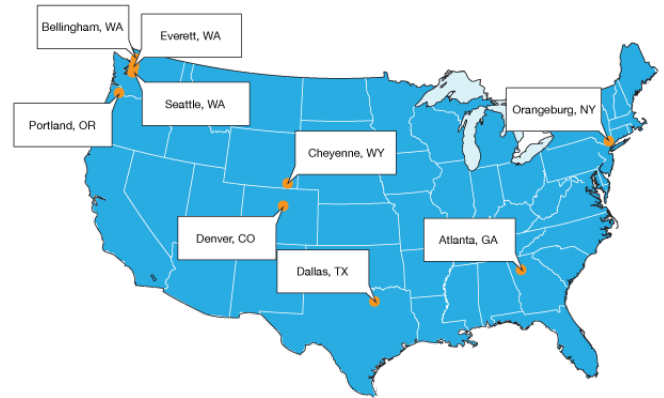 Bellingham, WA
Everett, WA
Seattle, WA
Portland, OR
Orangeburg, NY
Cheyenne, WY
Denver, CO
Atlanta, GA
Dallas, TX